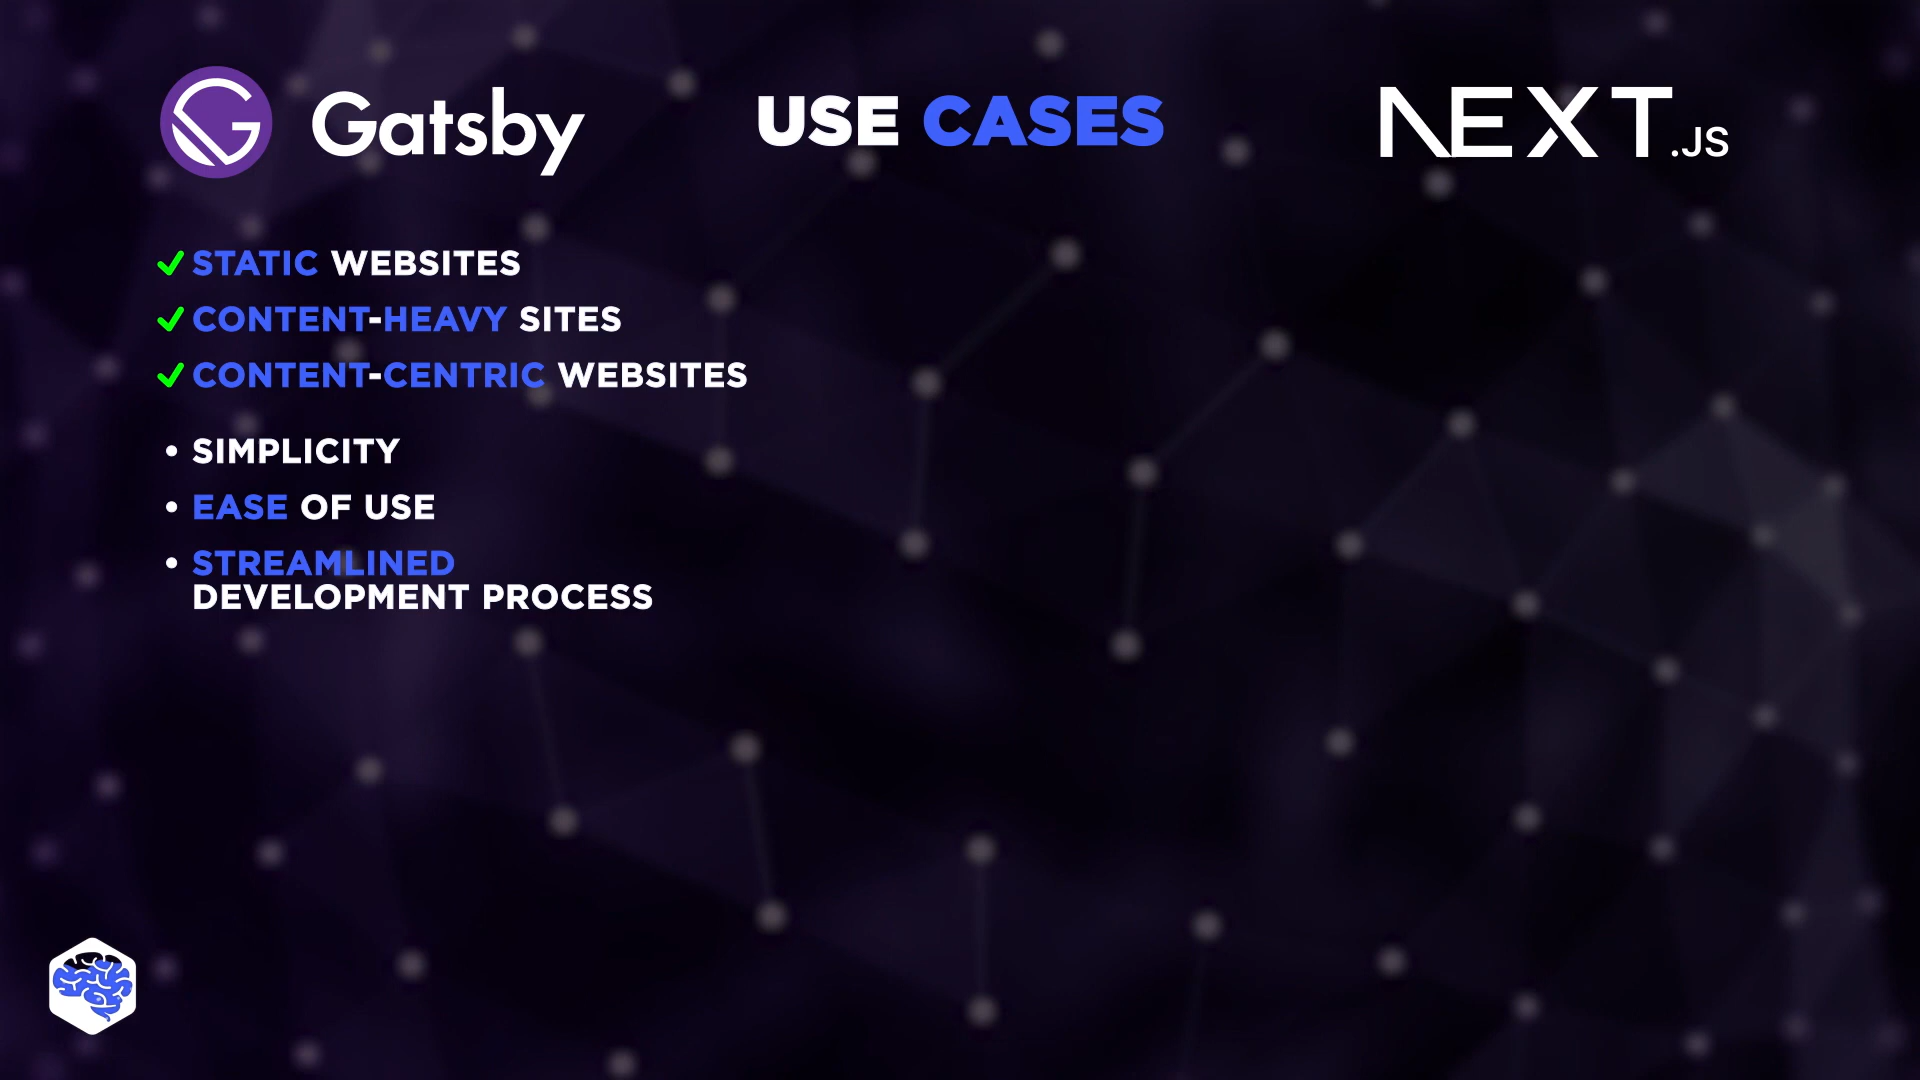 Gatsby
USE CASES
NEXT.JS
STATIC WEBSITES
CONTENT-HEAVY SITES
CONTENT-CENTRIC WEBSITES
• SIMPLICITY
• EASE OF USE
• STREAMLINED
DEVELOPMENT PROCESS